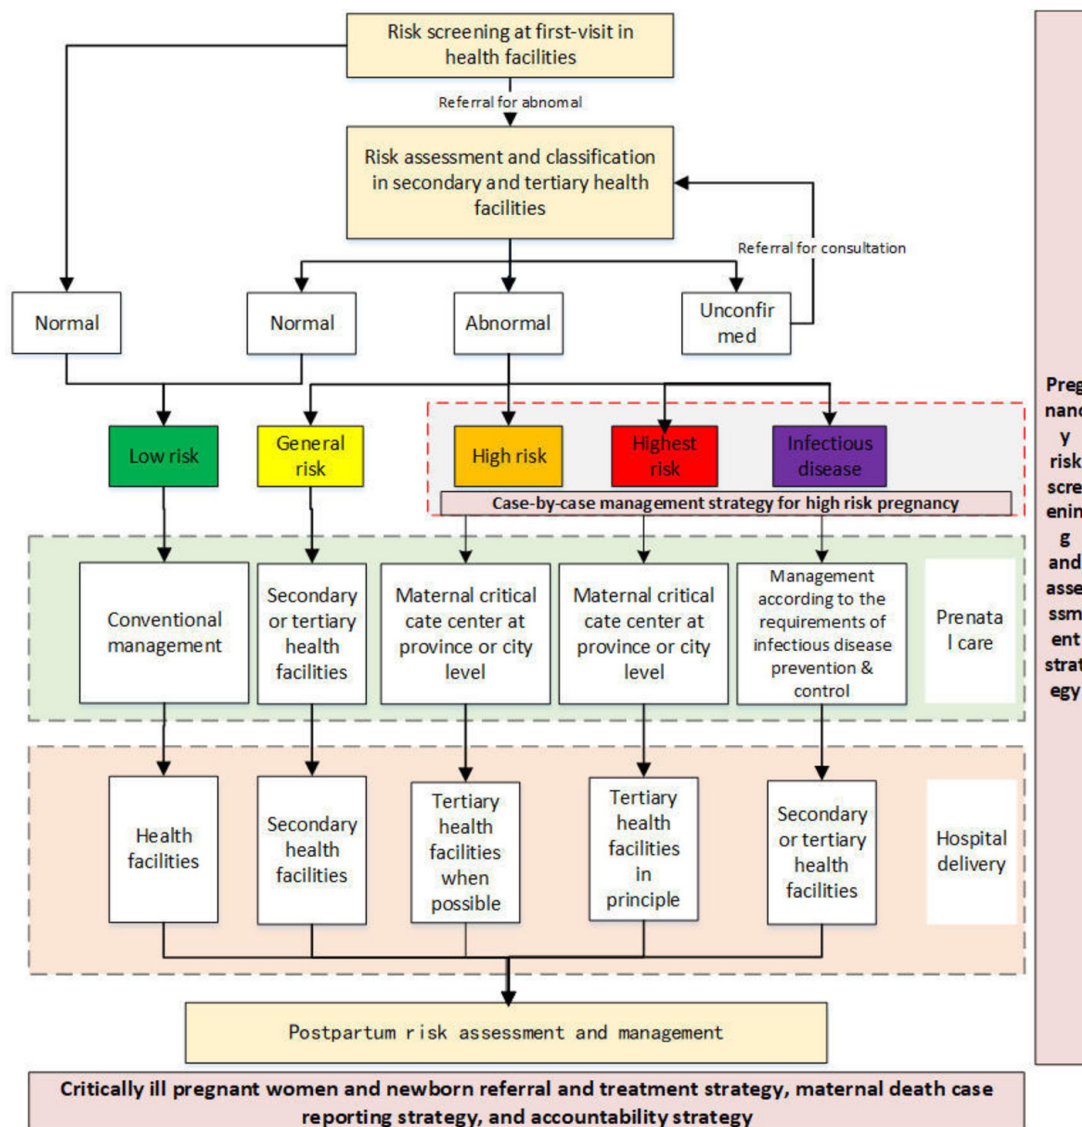 Risk screening at first-visit in
health facilities
Referral for abnomal
Risk assessment and classification
in secondary and tertiary health
facilities
Referral for consultation
Normal
Normal
Abnormal
Unconfir
med
Low risk
General
risk
High risk
Highest
risk
Infectious
disease
Case-by-case management strategy for high risk pregnancy
Conventional
management
Secondary
or tertiary
health
facilities
Maternal critical
cate center at
province or city
level
Maternal critical
cate center at
province or city
level
Management
according to the
requirements of
infectious disease
prevention &
control
Prenata
l care
Health
facilities
Secondary
health
facilities
Tertiary
health
facilities
when
possible
Tertiary
health
facilities
in
principle
Secondary
or tertiary
health
facilities
Hospital
delivery
Postpartum risk assessment and management
Critically ill pregnant women and newborn referral and treatment strategy, maternal death case
reporting strategy, and accountability strategy
Preg
nanc
y
risk
scre
enin
g
and
asse
ssm
ent
strat
egy